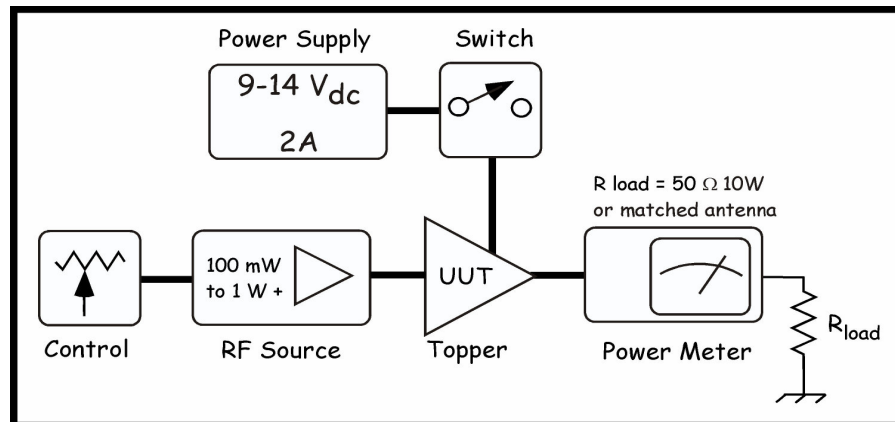 Power Supply
Switch
9-14 Vdc
2A
R load = 50 Ω 10W
or matched antenna
100 mW
to 1 W +
UUT
Rload
Control
RF Source
Topper
Power Meter